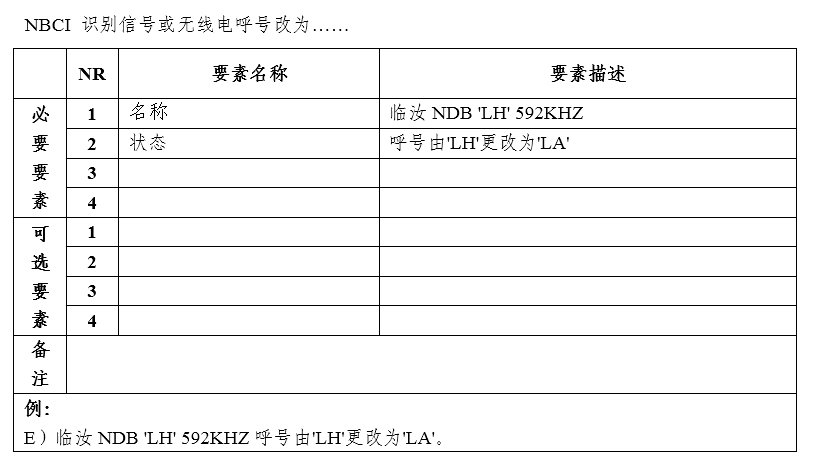 NBCI 识别信号或无线电呼号改为……
NR 要素名称 要素描述
必要要素
1 名称 临汝 NDB 'LH' 592KHZ
2 状态 呼号由'LH'更改为'LA'
3
4
可选要素
1
2
3
4
备注
例：
E）临汝 NDB 'LH' 592KHZ 呼号由'LH'更改为'LA'。